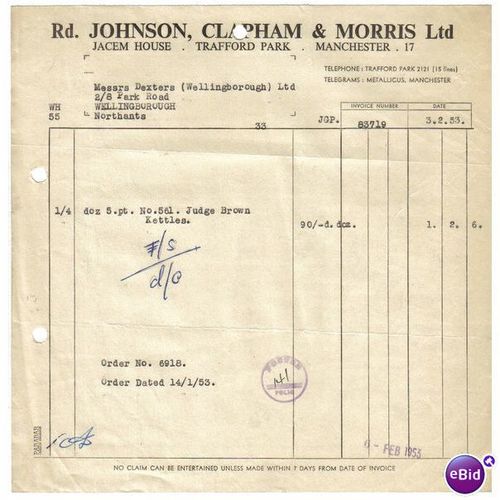 Rd. JOHNSON, CLAPHAM & MORRIS Ltd
JACEM HOUSE . TRAFFORD PARK . MANCHESTER . 17
TELEPHONE: TRAFFORD PARK 2121 (15 lines)
TELEGRAMS: METALLICUS, MANCHESTER
Messrs Dexters (Wellingborough) Ltd
2/8 Park Road
WH WELLINGBOROUGH
55 Northants
INVOICE NUMBER DATE
33 JGP. 83719 3.2.53.
1/4 doz 5.pt. No.561. Judge Brown
Kettles. 90/-d. doz. 1. 2. 6.
F/S
d/c
Order No. 6918.
Order Dated 14/1/53.
6 - FEB 1953
NO CLAIM CAN BE ENTERTAINED UNLESS MADE WITHIN 7 DAYS FROM DATE OF INVOICE
eBid